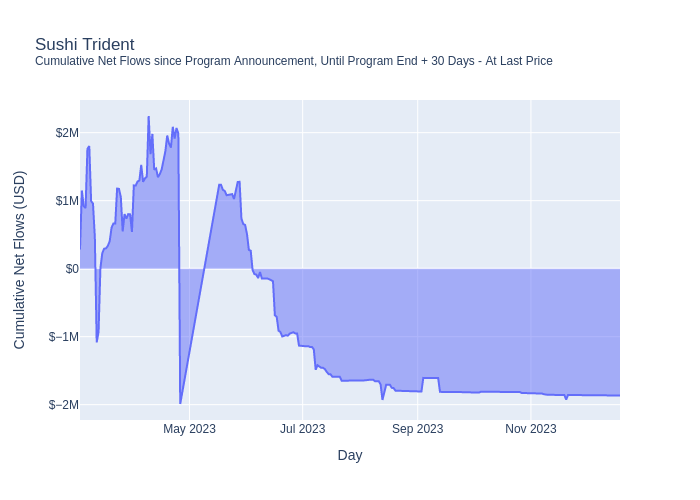 Sushi Trident
Cumulative Net Flows since Program Announcement, Until Program End + 30 Days - At Last Price
Cumulative Net Flows (USD)
$2M
$1M
$0
$−1M
$−2M
May 2023
Jul 2023
Sep 2023
Nov 2023
Day